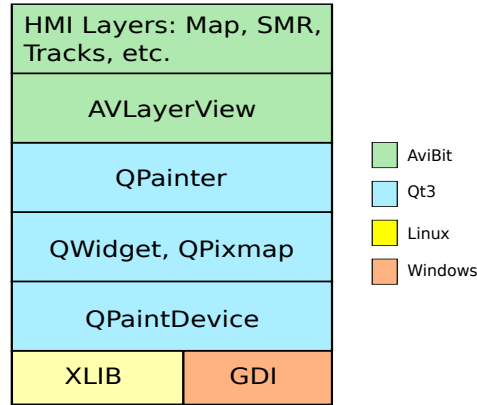 HMI Layers: Map, SMR,
Tracks, etc.
AVLayerView
QPainter
QWidget, QPixmap
QPaintDevice
XLIB
GDI
AviBit
Qt3
Linux
Windows